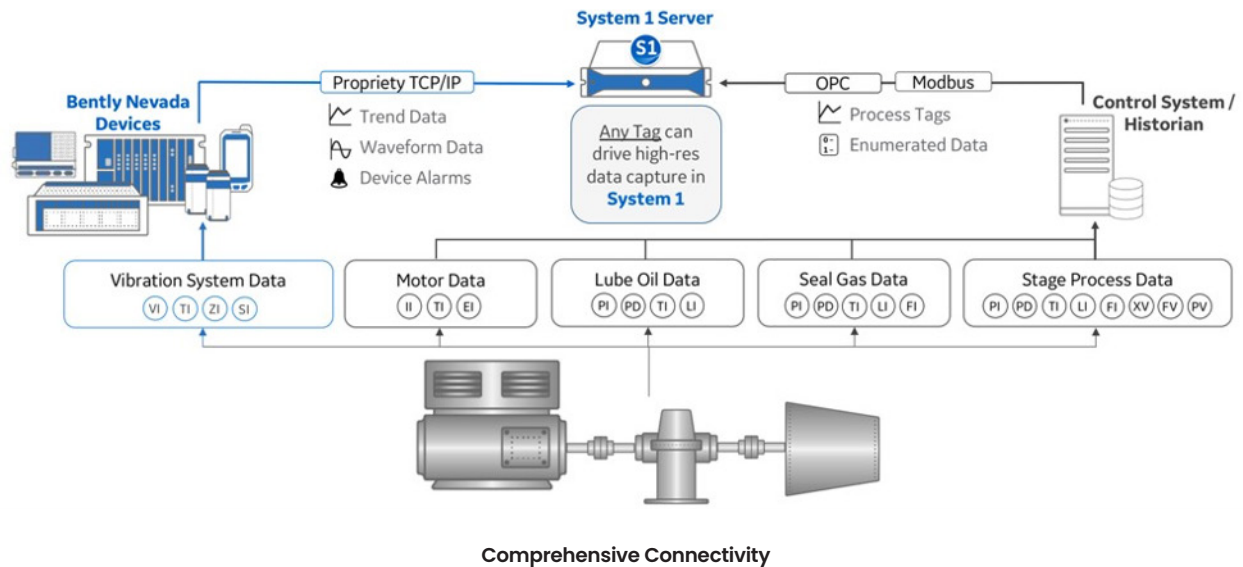 System 1 Server
S1
Propriety TCP/IP
OPC
Modbus
Bently Nevada
Devices
Trend Data
Waveform Data
Device Alarms
Any Tag can
drive high-res
data capture in
System 1
Process Tags
Enumerated Data
Control System /
Historian
Vibration System Data
VI TI ZI SI
Motor Data
II TI EI
Lube Oil Data
PI PD TI LI
Seal Gas Data
PI PD TI LI FI
Stage Process Data
PI PD TI LI FI XV FV PV
Comprehensive Connectivity